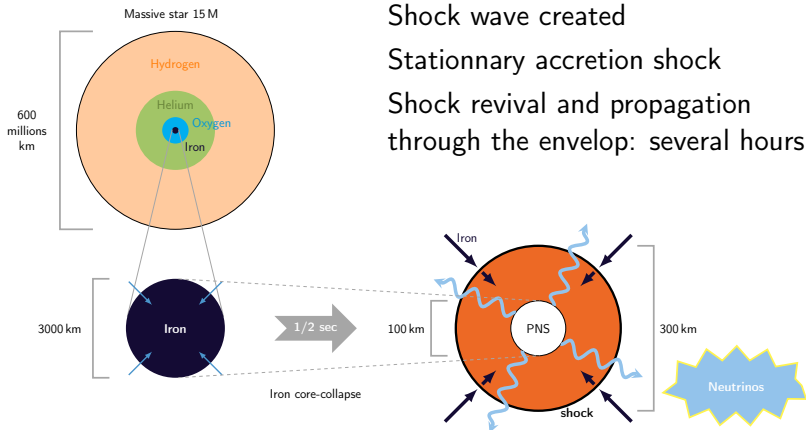 Massive star 15 M
Hydrogen
Helium
Oxygen
Iron
600
millions
km
Shock wave created
Stationnary accretion shock
Shock revival and propagation
through the envelop: several hours
3000 km
Iron
1/2 sec
Iron core-collapse
Iron
100 km
PNS
300 km
shock
Neutrinos